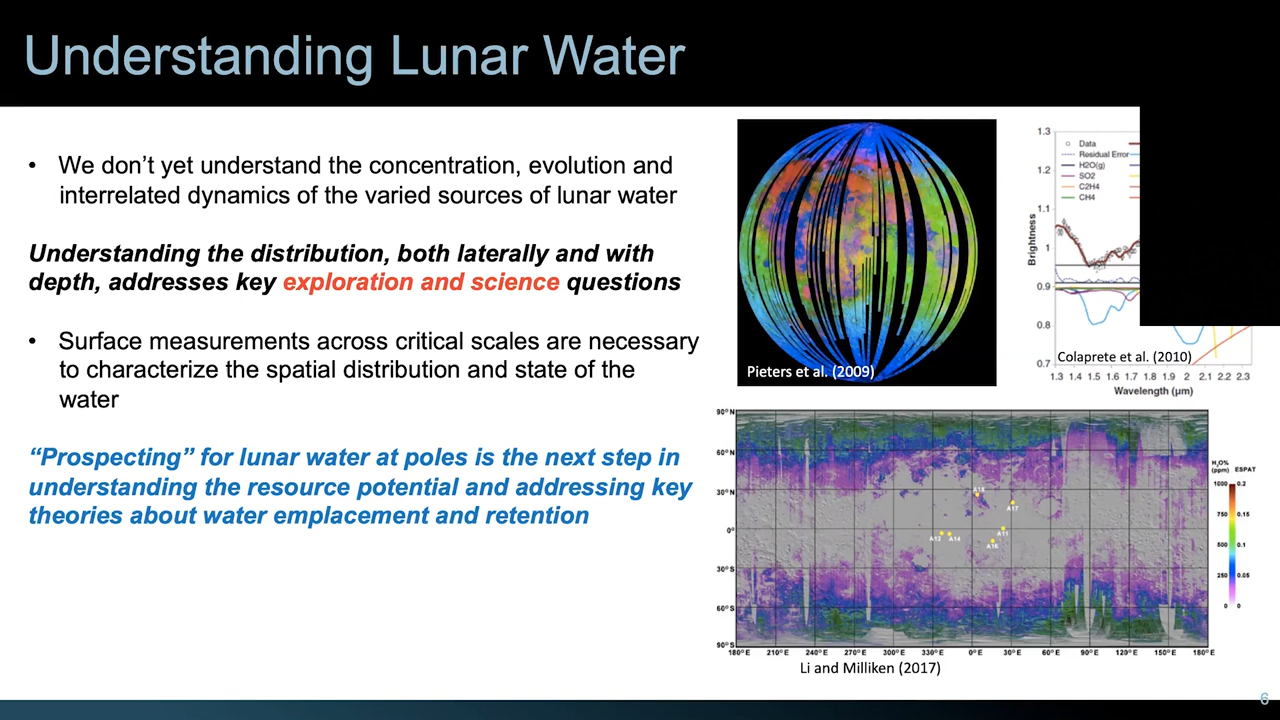 Understanding Lunar Water
• We don’t yet understand the concentration, evolution and
interrelated dynamics of the varied sources of lunar water
Understanding the distribution, both laterally and with
depth, addresses key exploration and science questions
• Surface measurements across critical scales are necessary
to characterize the spatial distribution and state of the
water
“Prospecting” for lunar water at poles is the next step in
understanding the resource potential and addressing key
theories about water emplacement and retention
Pieters et al. (2009)
1.3
1.2
1.1
1
0.9
0.8
0.7
Brightness
Data
Residual Error
H2O(g)
SO2
C2H4
CH4
Colaprete et al. (2010)
1.3 1.4 1.5 1.6 1.7 1.8 1.9 2 2.1 2.2 2.3
Wavelength (µm)
90° N
60° N
30° N
0°
30° S
60° S
90° S
A17
A12
A14
A11
A16
180° E 210° E 240° E 270° E 300° E 330° E 0° E 30° E 60° E 90° E 120° E 150° E 180° E
H2O%
(ppm) ESPAT
1000 0.2
750 0.15
500 0.1
250 0.05
0 0
Li and Milliken (2017)
6